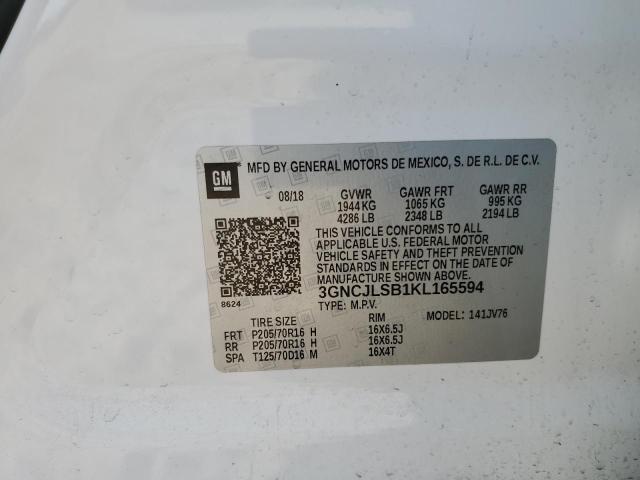 GM
MFD BY GENERAL MOTORS DE MEXICO, S. DE R.L. DE C.V.
08/18 GVWR GAWR FRT GAWR RR
1944 KG 1065 KG 995 KG
4286 LB 2348 LB 2194 LB
THIS VEHICLE CONFORMS TO ALL
APPLICABLE U.S. FEDERAL MOTOR
VEHICLE SAFETY AND THEFT PREVENTION
STANDARDS IN EFFECT ON THE DATE OF
MANUFACTURE SHOWN ABOVE.
8624
3GNCJLSB1KL165594
TYPE: M.P.V. MODEL: 141JV76
TIRE SIZE RIM
FRT P205/70R16 H 16X6.5J
RR P205/70R16 H 16X6.5J
SPA T125/70D16 M 16X4T